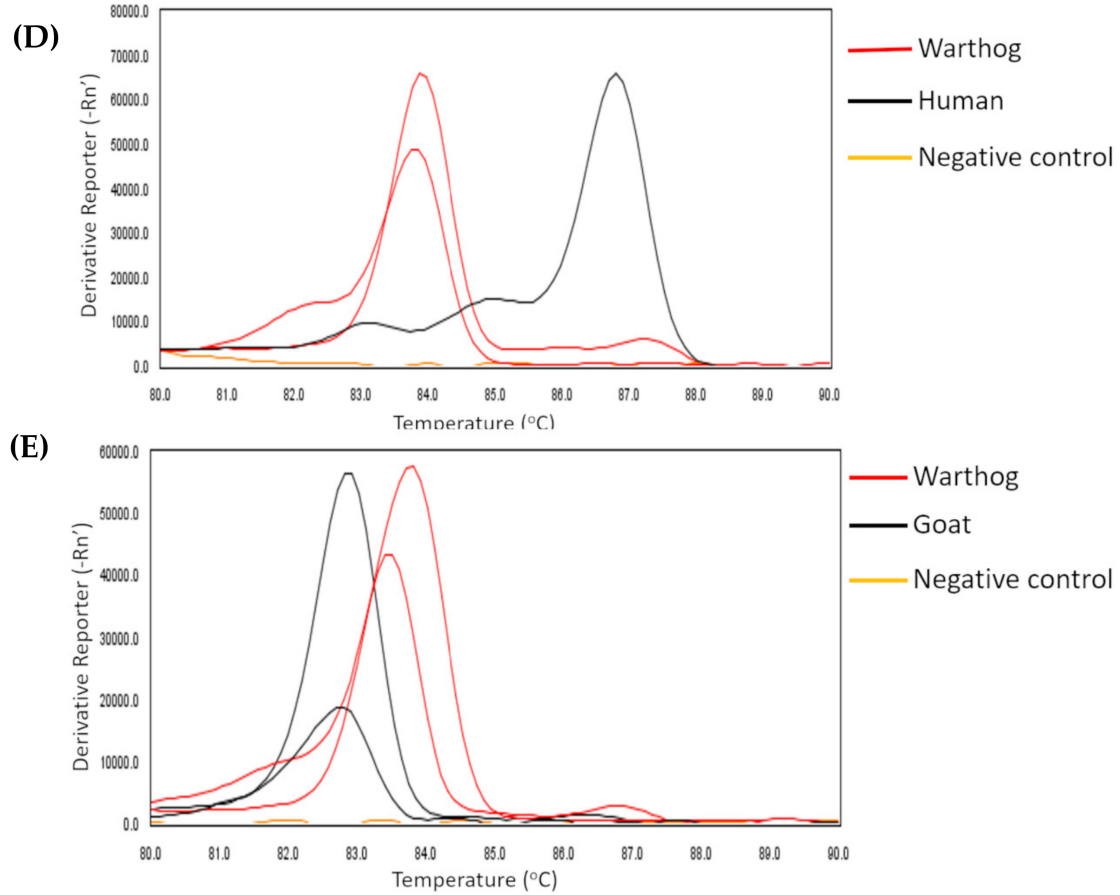 (D)
Derivative Reporter (-Rn’)
80000.0
70000.0
60000.0
50000.0
40000.0
30000.0
20000.0
10000.0
0.0
80.0 81.0 82.0 83.0 84.0 85.0 86.0 87.0 88.0 89.0 90.0
Temperature (°C)
Warthog
Human
Negative control
(E)
Derivative Reporter (-Rn’)
60000.0
50000.0
40000.0
30000.0
20000.0
10000.0
0.0
80.0 81.0 82.0 83.0 84.0 85.0 86.0 87.0 88.0 89.0 90.0
Temperature (°C)
Warthog
Goat
Negative control